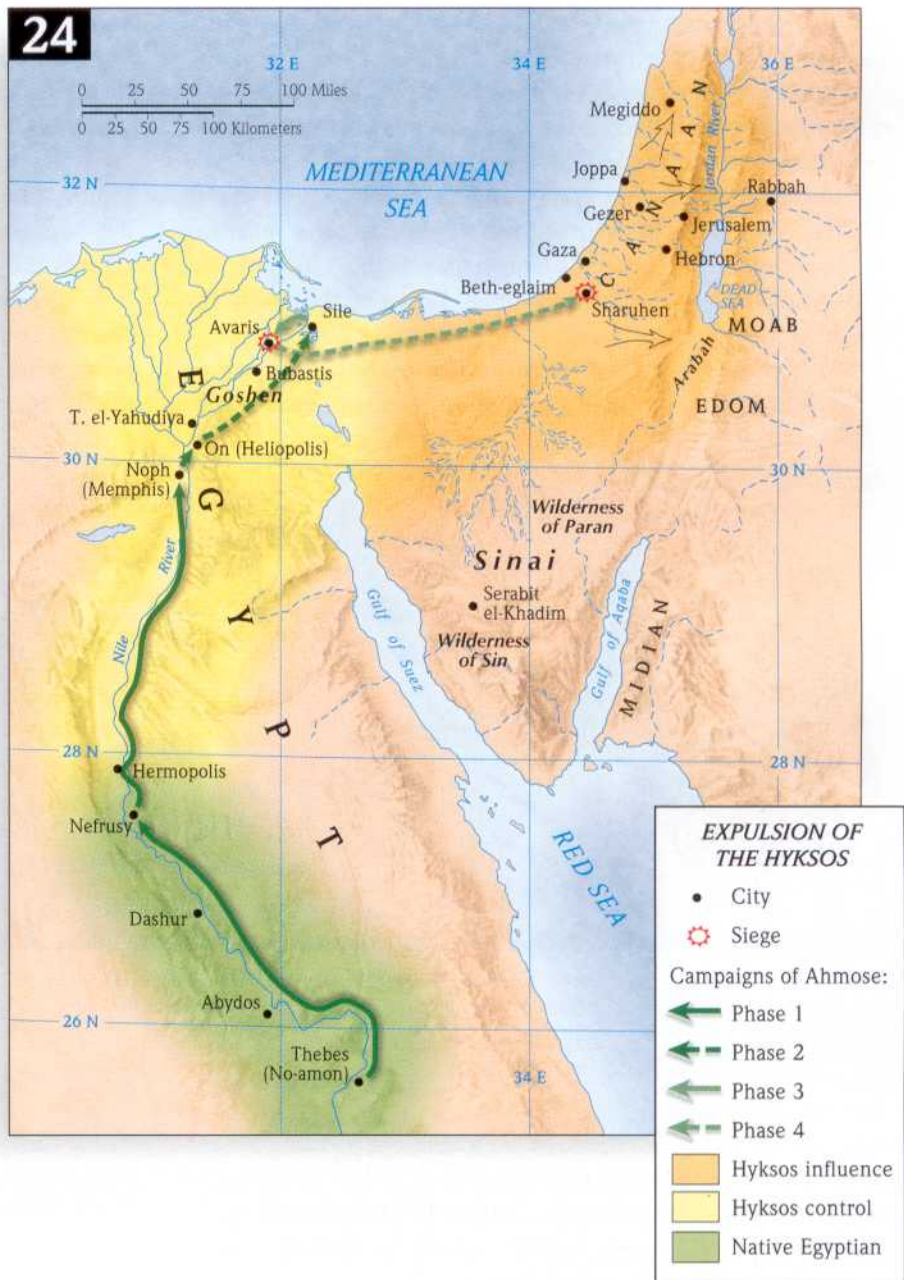 24
32 E
34 E
36 E
0 25 50 75 100 Miles
0 25 50 75 100 Kilometers
MEDITERRANEAN
SEA
32 N
Megiddo
Joppa
Gezer
Gaza
Beth-eglaim
Sharuhen
Jerusalem
Hebron
Rabbah
CANAAN
Jordan River
DEAD
SEA
MOAB
Arabah
EDOM
Avaris
Sile
Bubastis
Goshen
T. el-Yahudiya
On (Heliopolis)
30 N
30 N
Noph
(Memphis)
EGYPT
Nile River
Wilderness
of Paran
Sinai
Serabit
el-Khadim
Wilderness
of Sin
Gulf of Suez
Gulf of Aqaba
MIDIAN
28 N
28 N
Hermopolis
Nefrusy
RED SEA
Dashur
Abydos
26 N
Thebes
(No-amon)
34 E
EXPULSION OF
THE HYKSOS
City
Siege
Campaigns of Ahmose:
Phase 1
Phase 2
Phase 3
Phase 4
Hyksos influence
Hyksos control
Native Egyptian